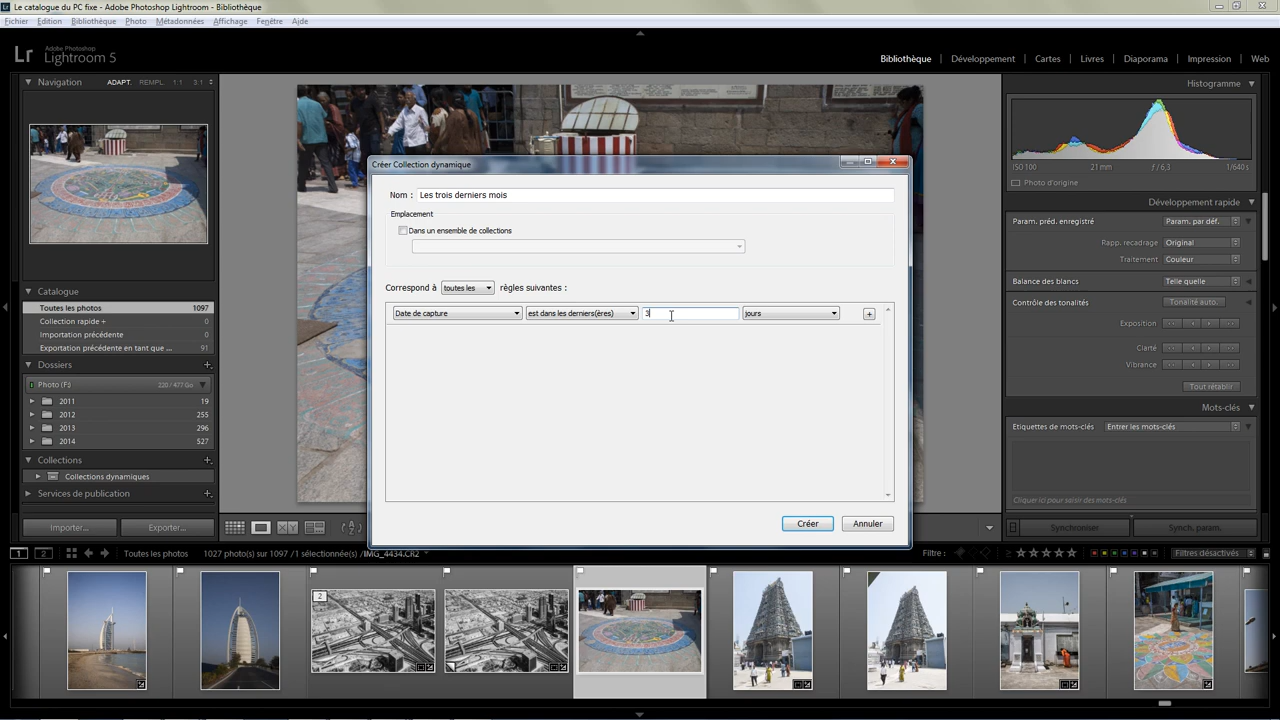 Le catalogue du PC fixe - Adobe Photoshop Lightroom - Bibliothèque
Fichier Édition Bibliothèque Photo Métadonnées Affichage Fenêtre Aide
Lr Adobe Photoshop Lightroom 5
Bibliothèque | Développement | Cartes | Livres | Diaporama | Impression | Web
Navigation ADAPT. REMPL. 1:1 3:1
Catalogue
Toutes les photos 1097
Collection rapide + 0
Importation précédente 0
Exportation précédente en tant que ... 91
Dossiers
Photo (F:) 220 / 477 Go
2011 19
2012 255
2013 296
2014 527
Collections
Collections dynamiques
Services de publication
Importer... Exporter...
Créer Collection dynamique
Nom : Les trois derniers mois
Emplacement
Dans un ensemble de collections
Correspond à toutes les règles suivantes :
Date de capture est dans les derniers(ères) 3 jours +
Créer Annuler
Histogramme
ISO 100 21 mm f / 6,3 1/640s
Photo d'origine
Développement rapide
Param. préd. enregistré Param. par déf.
Rapp. recadrage Original
Traitement Couleur
Balance des blancs Telle quelle
Contrôle des tonalités Tonalité auto.
Exposition
Clarté
Vibrance
Tout rétablir
Mots-clés
Etiquettes de mots-clés Entrer les mots-clés
Cliquer ici pour saisir des mots-clés
Synchroniser Synch. param.
1 2 Toutes les photos 1027 photo(s) sur 1097 /1 sélectionnée(s) /IMG_4434.CR2 Filtre : Filtres désactivés
2